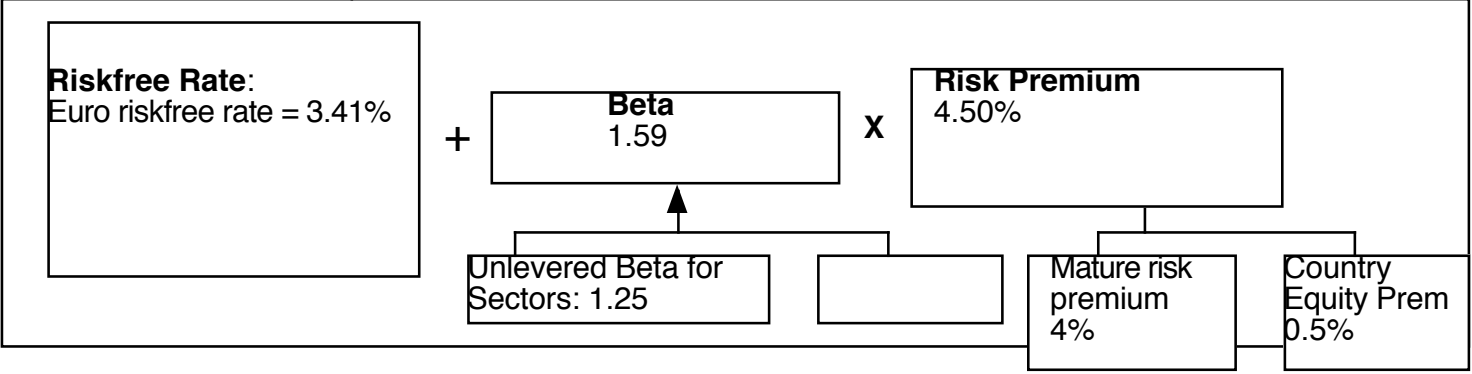 Riskfree Rate:
Euro riskfree rate = 3.41%
+
Beta
1.59
X
Risk Premium
4.50%
Unlevered Beta for
Sectors: 1.25
Mature risk
premium
4%
Country
Equity Prem
0.5%